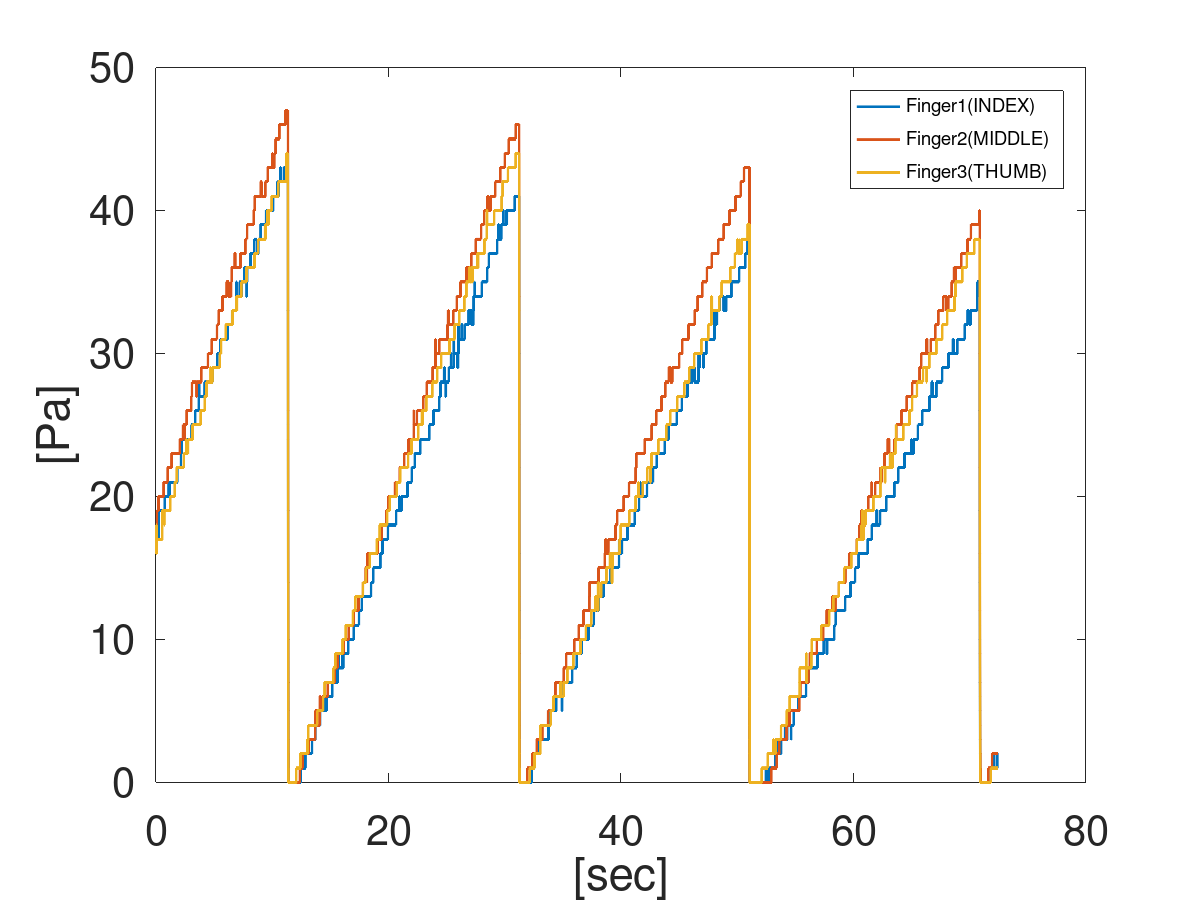 50
40
30
20
10
0
[Pa]
Finger1(INDEX)
Finger2(MIDDLE)
Finger3(THUMB)
0 20 40 60 80
[sec]